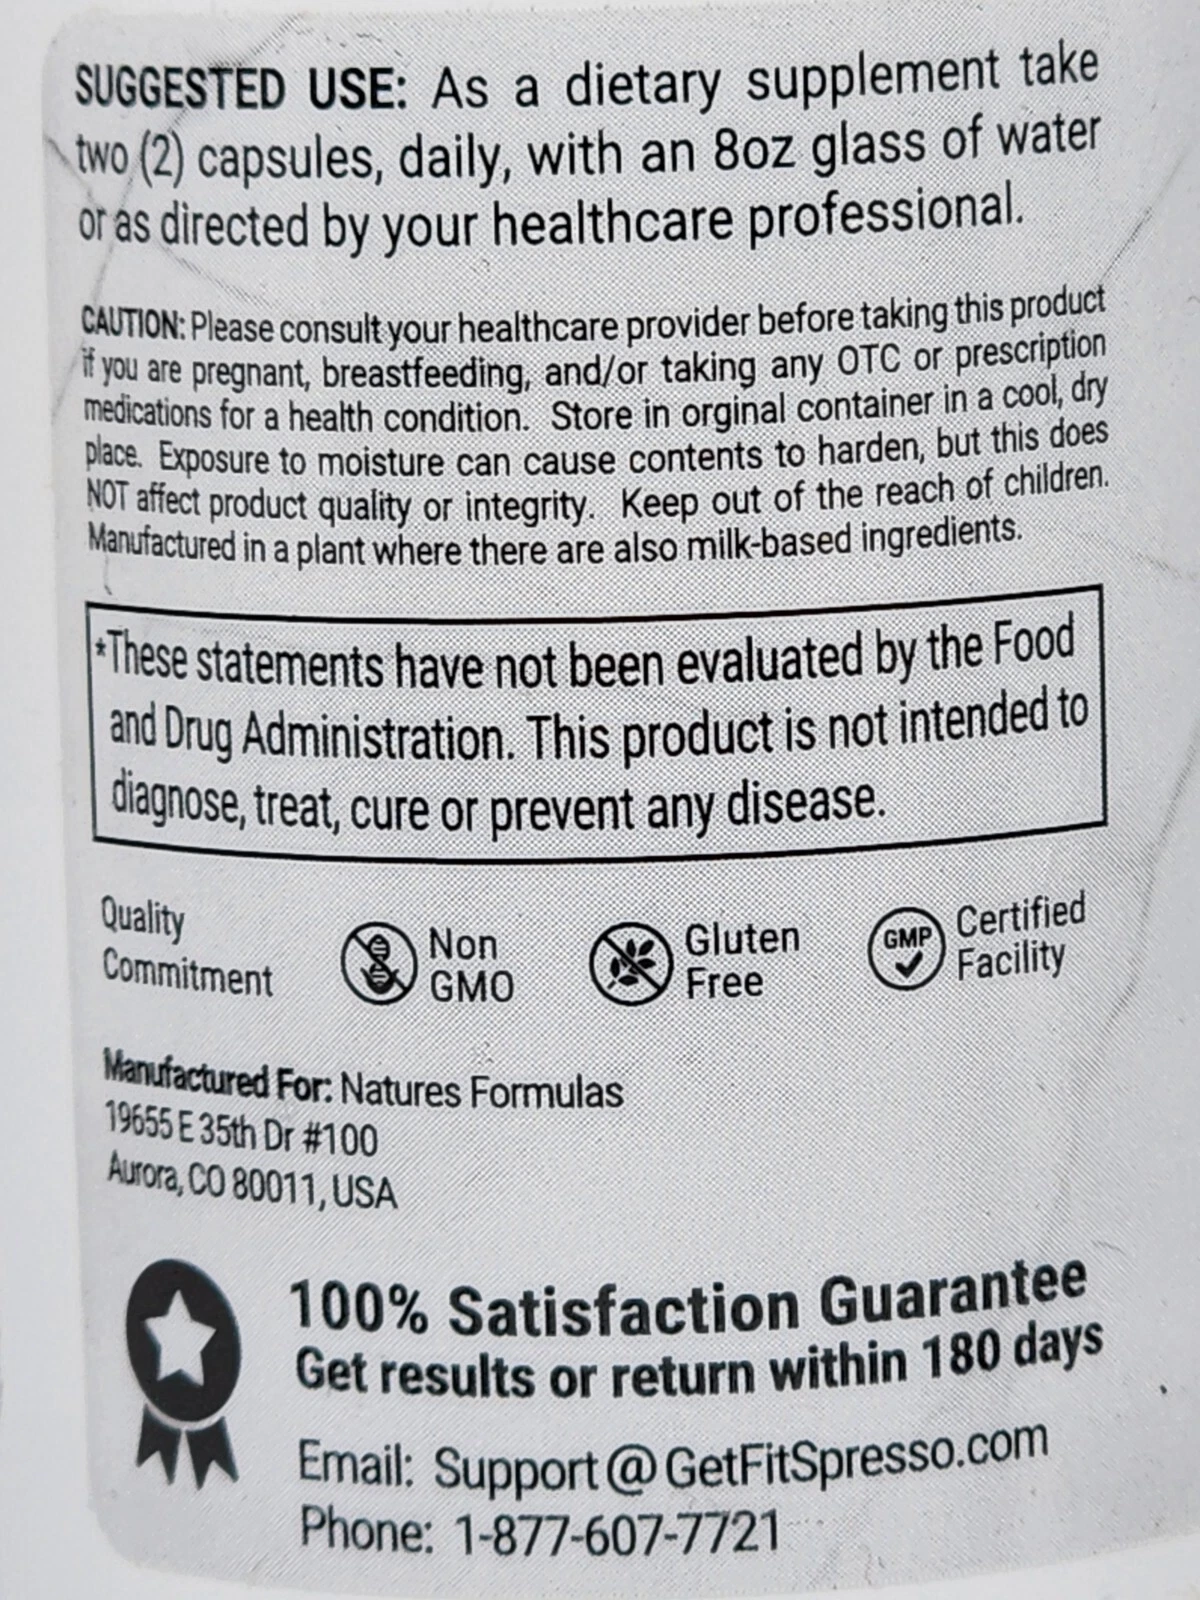 SUGGESTED USE: As a dietary supplement take
two (2) capsules, daily, with an 8oz glass of water
or as directed by your healthcare professional.
CAUTION: Please consult your healthcare provider before taking this product
if you are pregnant, breastfeeding, and/or taking any OTC or prescription
medications for a health condition. Store in orginal container in a cool, dry
place. Exposure to moisture can cause contents to harden, but this does
NOT affect product quality or integrity. Keep out of the reach of children.
Manufactured in a plant where there are also milk-based ingredients.
*These statements have not been evaluated by the Food
and Drug Administration. This product is not intended to
diagnose, treat, cure or prevent any disease.
Quality
Commitment
Non
GMO
Gluten
Free
GMP
Certified
Facility
Manufactured For: Natures Formulas
19655 E 35th Dr #100
Aurora, CO 80011, USA
100% Satisfaction Guarantee
Get results or return within 180 days
Email: Support@GetFitSpresso.com
Phone: 1-877-607-7721